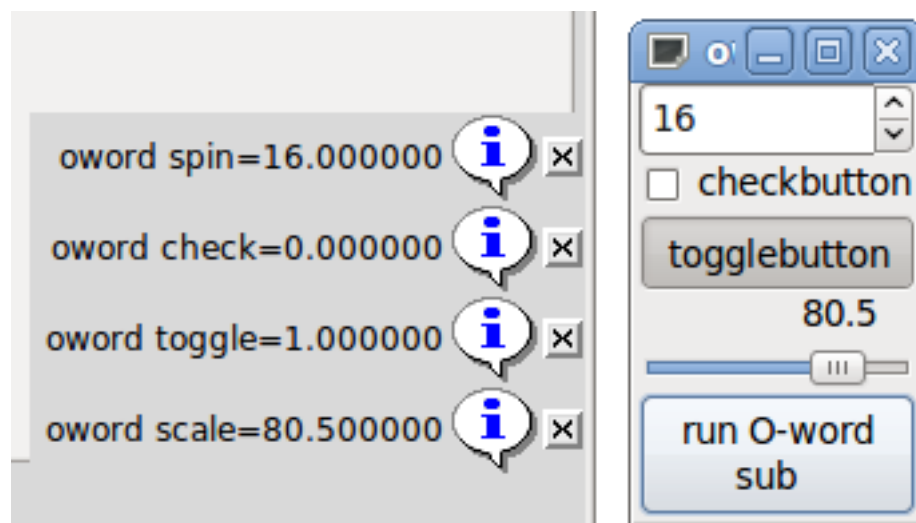 oword spin=16.000000
oword check=0.000000
oword toggle=1.000000
oword scale=80.500000
16
checkbutton
togglebutton
80.5
run O-word
sub